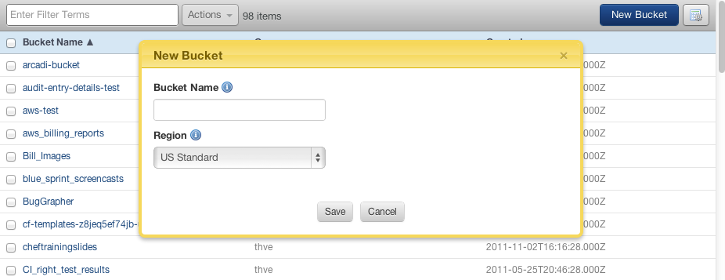 Enter Filter Terms Actions 98 items New Bucket
Bucket Name ▲
New Bucket ×
arcadi-bucket .000Z
Bucket Name
audit-entry-details-test .000Z
aws-test .000Z
Region
aws_billing_reports .000Z
US Standard
Bill_Images .000Z
blue_sprint_screencasts .000Z
BugGrapher .000Z
Save Cancel
cf-templates-z8jeq5ef74jb- .000Z
cheftrainingslides thve 2011-11-02T16:16:28.000Z
CI_right_test_results thve 2011-05-25T20:46:28.000Z